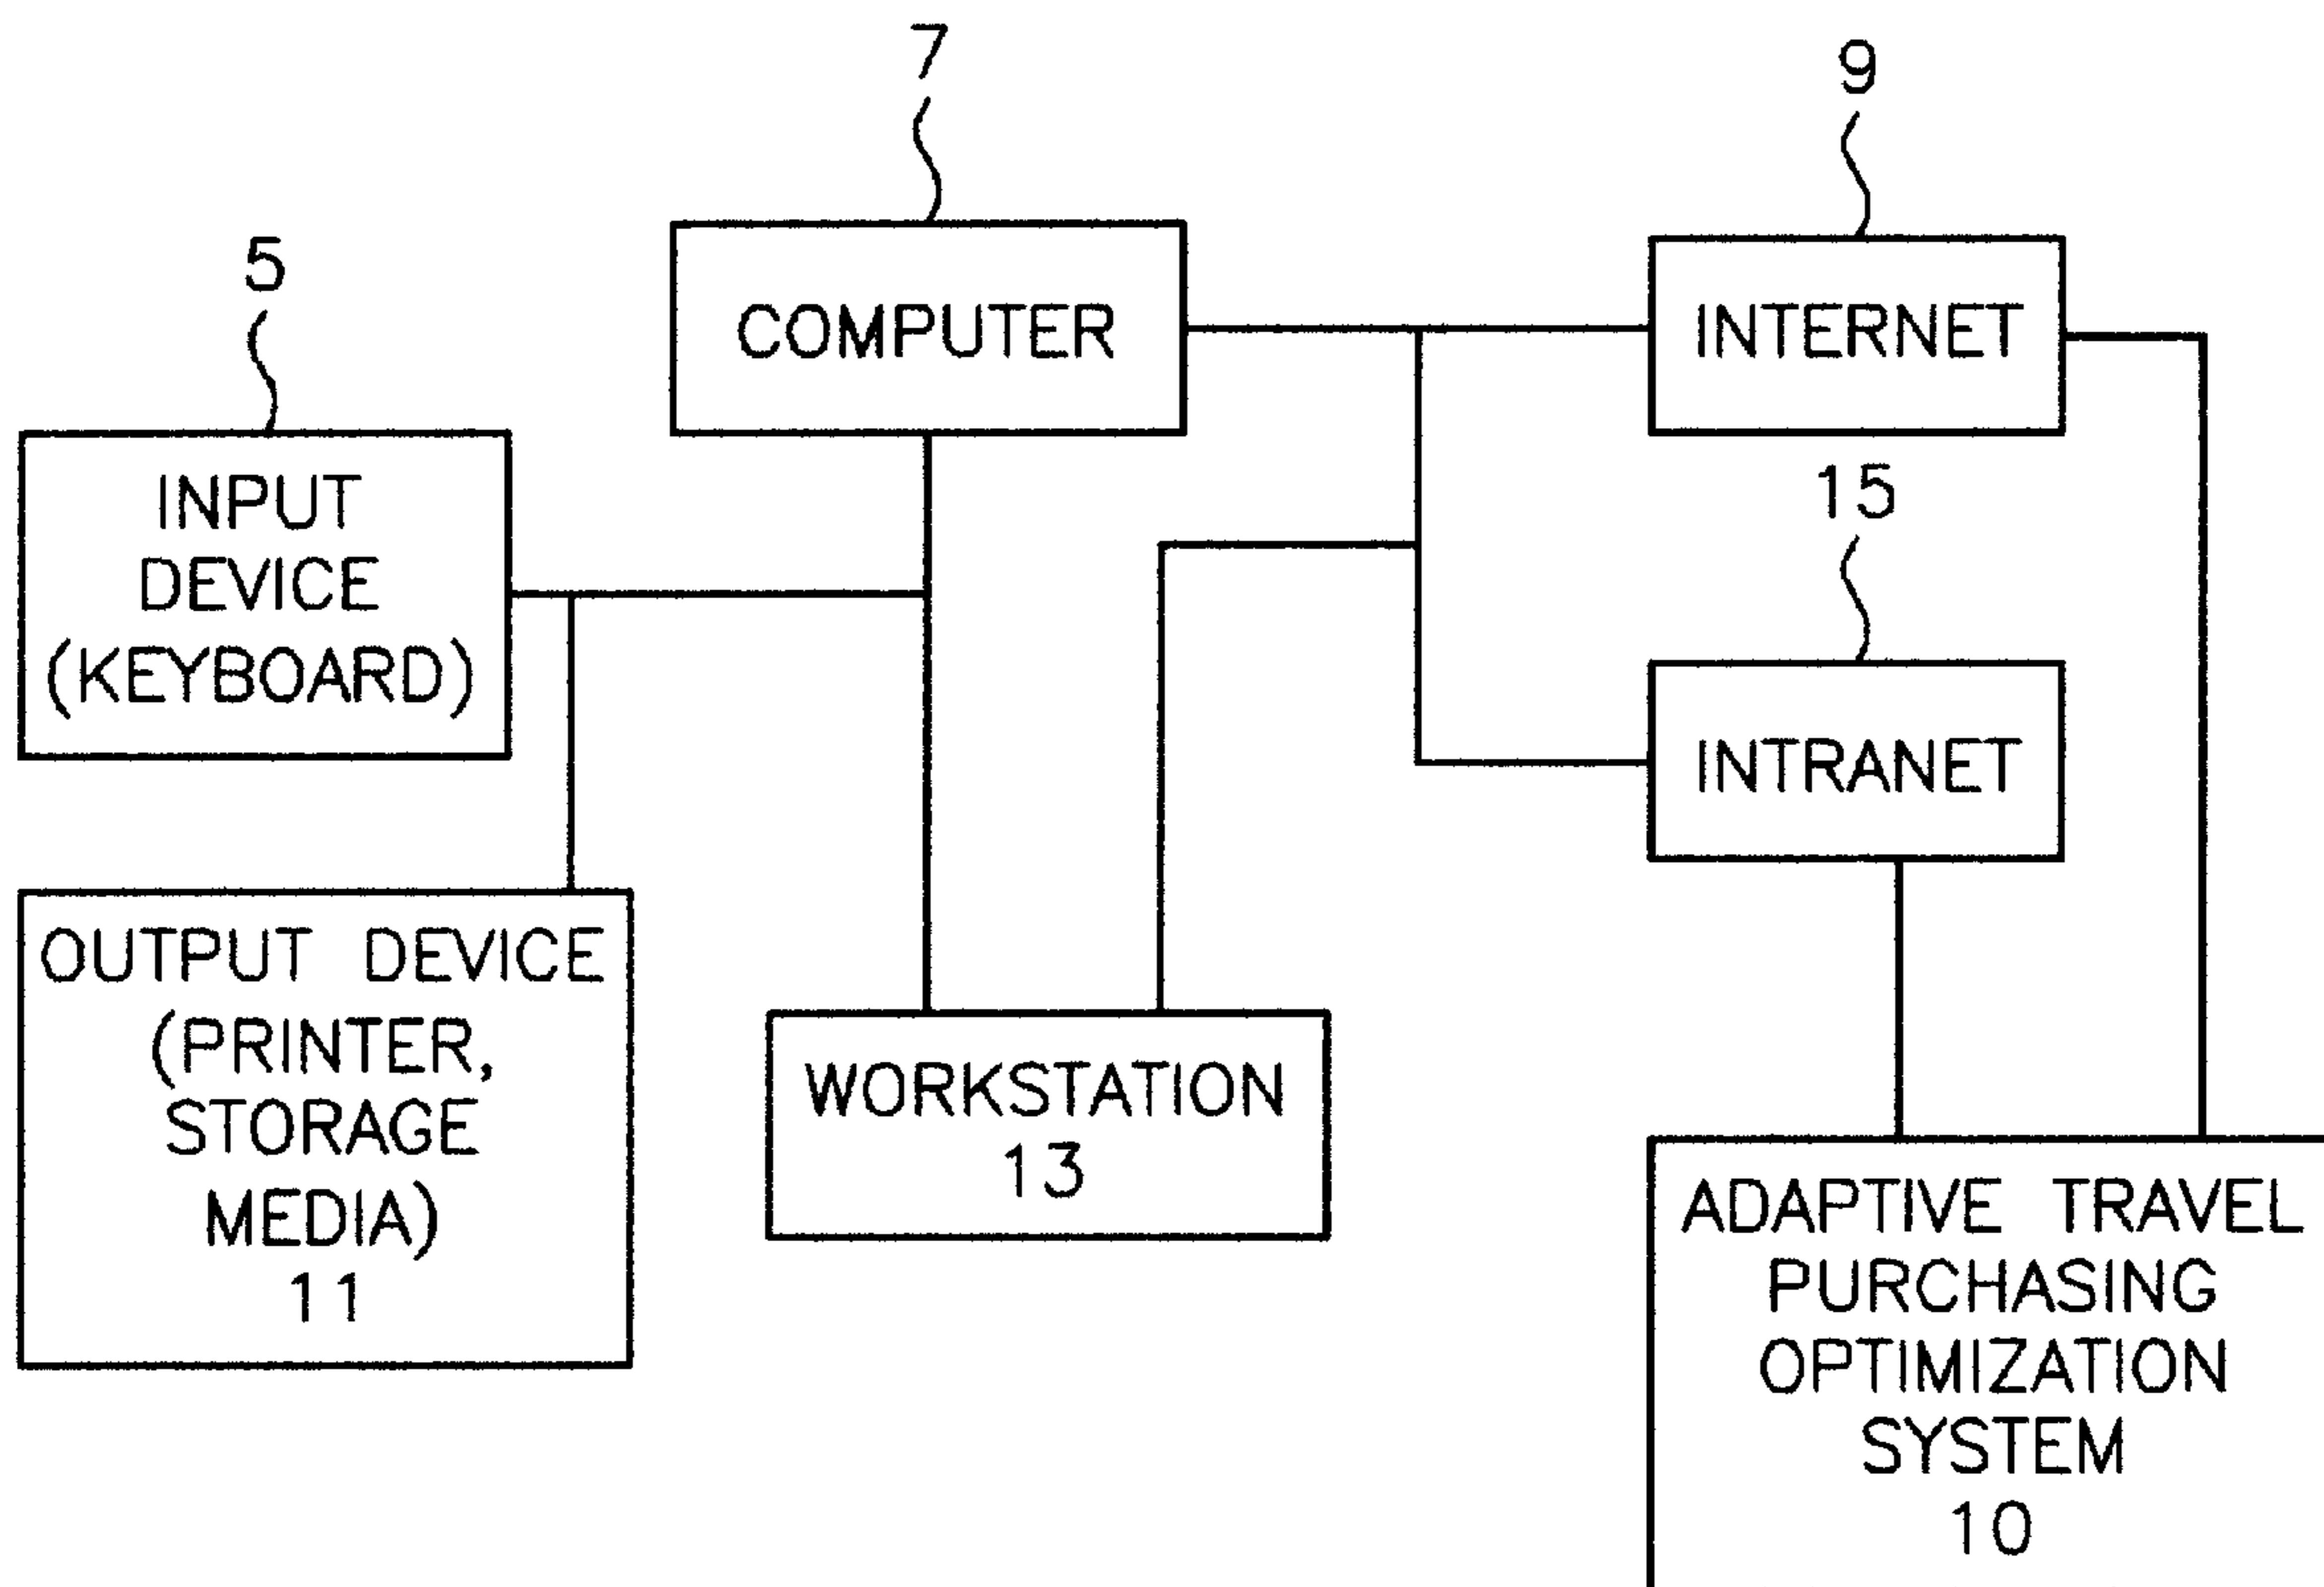 7
COMPUTER
9
INTERNET
5
INPUT
DEVICE
(KEYBOARD)
15
INTRANET
OUTPUT DEVICE
(PRINTER,
STORAGE
MEDIA)
11
WORKSTATION
13
ADAPTIVE TRAVEL
PURCHASING
OPTIMIZATION
SYSTEM
10